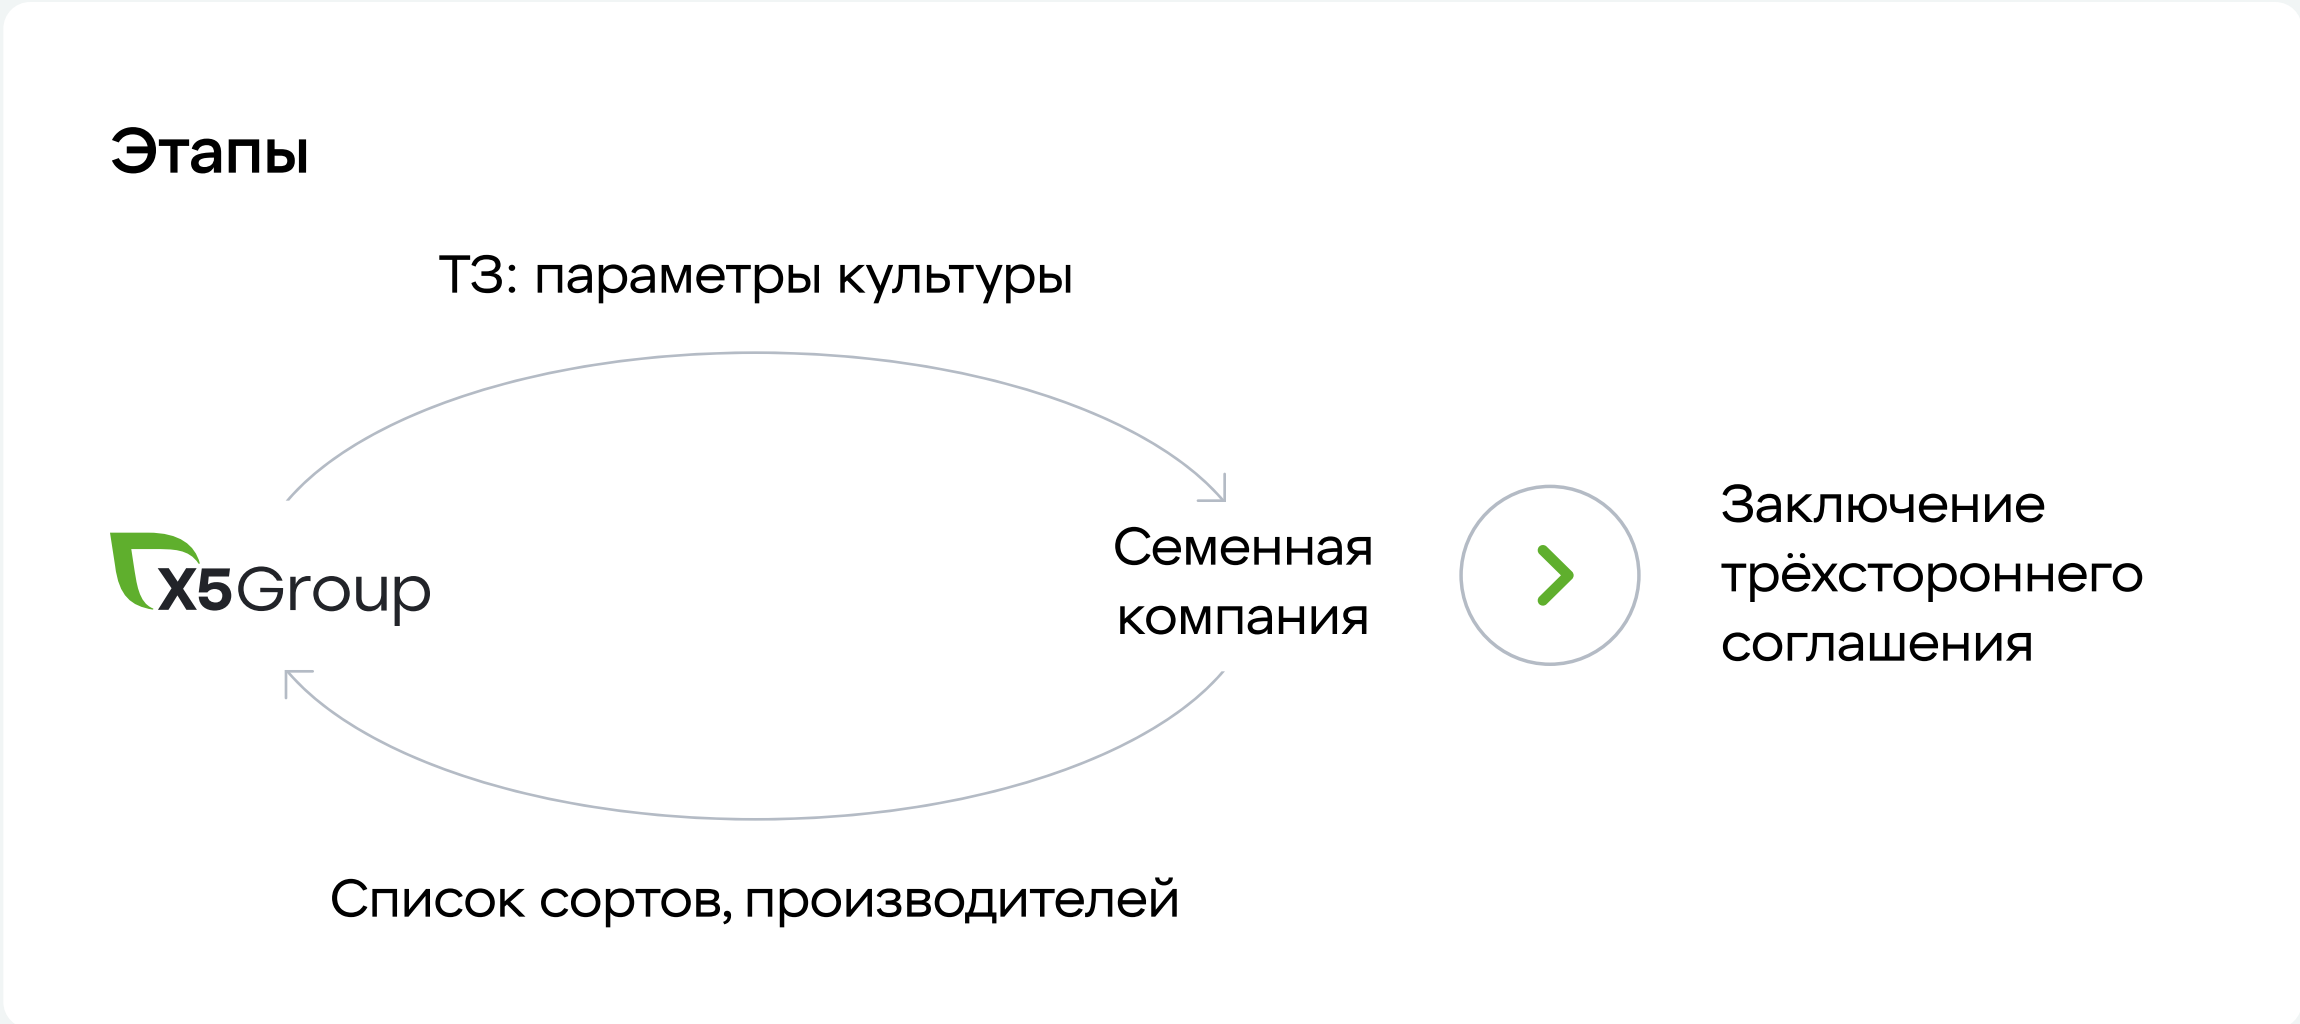 Этапы
ТЗ: параметры культуры
X5Group
Семенная
компания
Заключение
трёхстороннего
соглашения
Список сортов, производителей